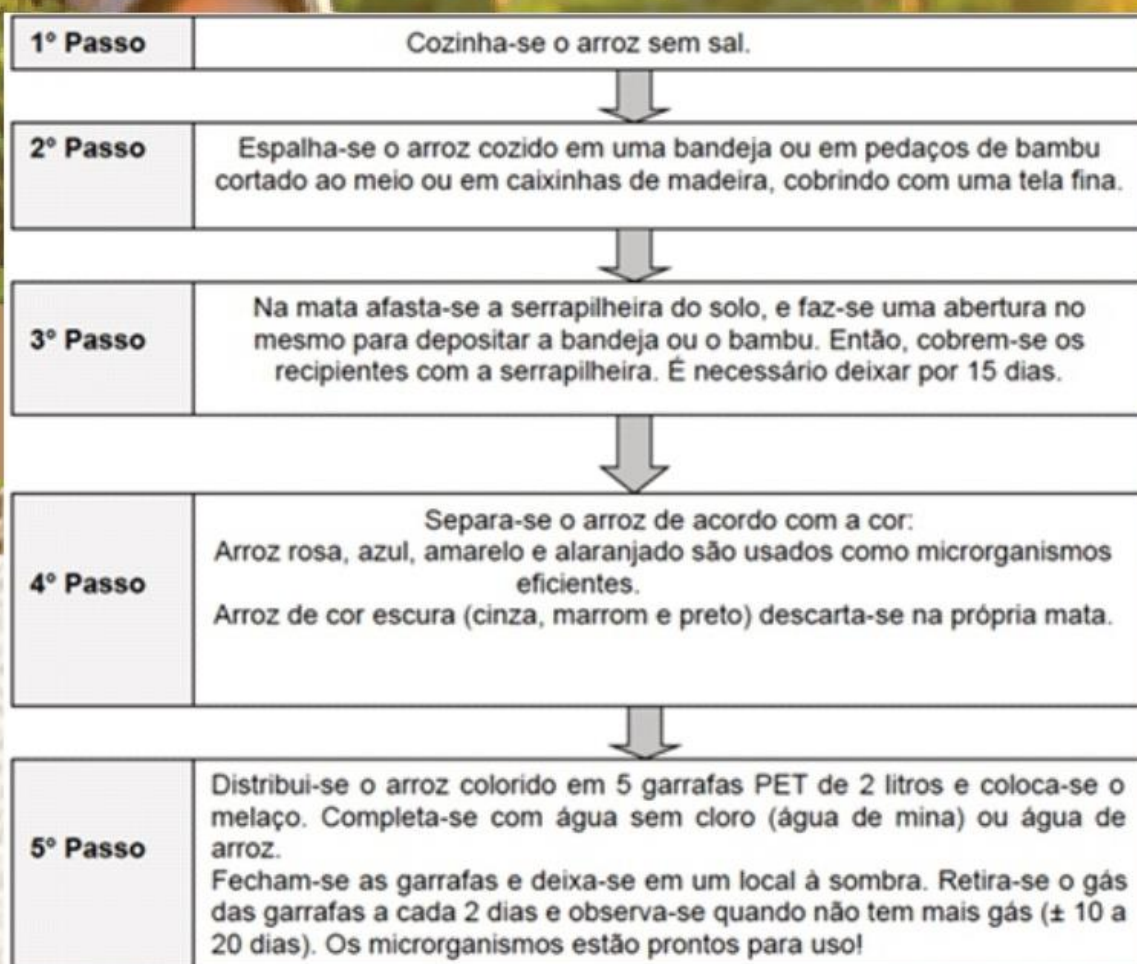 1º Passo
Cozinha-se o arroz sem sal.
2º Passo
Espalha-se o arroz cozido em uma bandeja ou em pedaços de bambu
cortado ao meio ou em caixinhas de madeira, cobrindo com uma tela fina.
3º Passo
Na mata afasta-se a serrapilheira do solo, e faz-se uma abertura no
mesmo para depositar a bandeja ou o bambu. Então, cobrem-se os
recipientes com a serrapilheira. É necessário deixar por 15 dias.
4º Passo
Separa-se o arroz de acordo com a cor:
Arroz rosa, azul, amarelo e alaranjado são usados como microrganismos
eficientes.
Arroz de cor escura (cinza, marrom e preto) descarta-se na própria mata.
5º Passo
Distribui-se o arroz colorido em 5 garrafas PET de 2 litros e coloca-se o
melaço. Completa-se com água sem cloro (água de mina) ou água de
arroz.
Fecham-se as garrafas e deixa-se em um local à sombra. Retira-se o gás
das garrafas a cada 2 dias e observa-se quando não tem mais gás (± 10 a
20 dias). Os microrganismos estão prontos para uso!